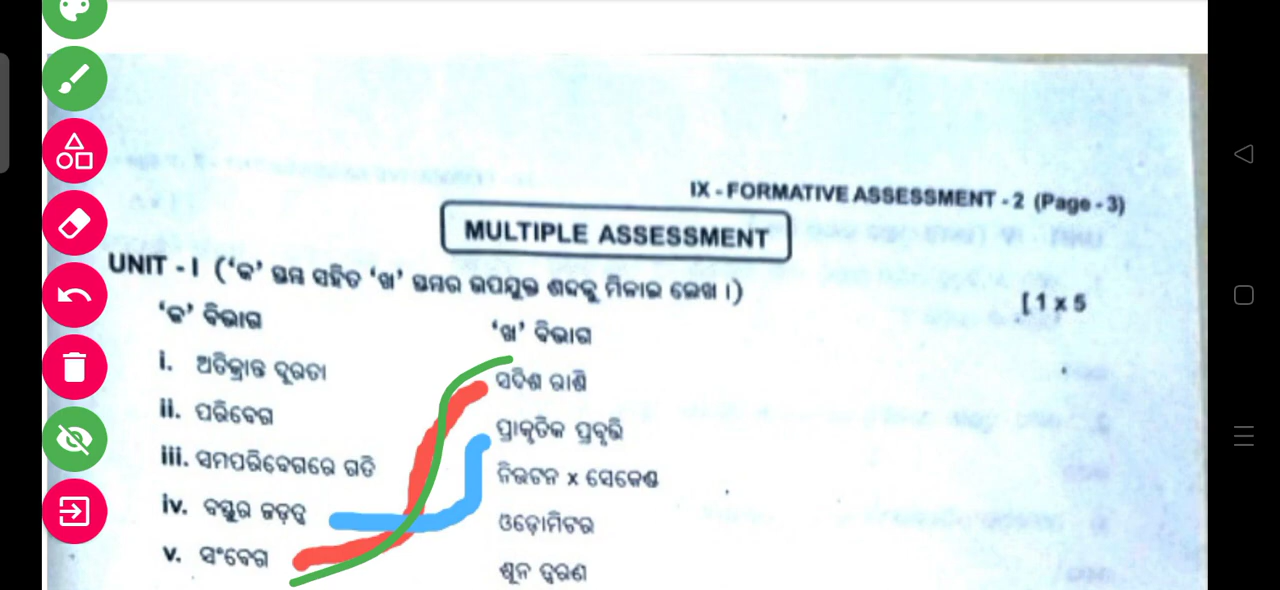 IX - FORMATIVE ASSESSMENT - 2 (Page - 3)
MULTIPLE ASSESSMENT
UNIT - I (‘କ’ ସ୍ତମ୍ଭ ସହିତ ‘ଖ’ ସ୍ତମ୍ଭର ଉପଯୁକ୍ତ ଶବ୍ଦକୁ ମିଳାଇ ଲେଖ ।)
[ 1 x 5
‘କ’ ବିଭାଗ
‘ଖ’ ବିଭାଗ
i. ଅତିକ୍ରାନ୍ତ ଦୂରତା
ସଦିଶ ରାଶି
ii. ପରିବେଗ
ପ୍ରାକୃତିକ ପ୍ରବୃତ୍ତି
iii. ସମପରିବେଗରେ ଗତି
ନିଉଟନ x ସେକେଣ୍ଡ
iv. ବସ୍ତୁର ଜଡ଼ତ୍ୱ
ଓଡ଼ୋମିଟର
v. ସଂବେଗ
ଶୂନ ତ୍ୱରଣ